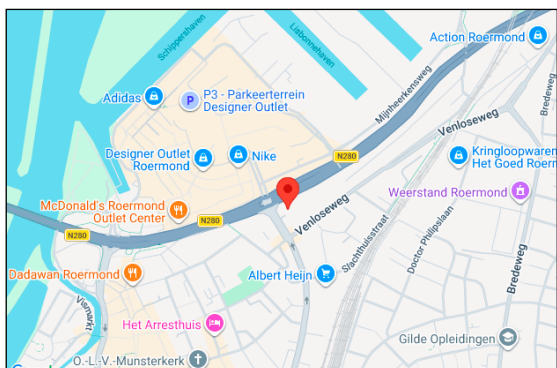 Schippershaven
Lisbonnehaven
Action Roermond
Adidas
P
P3 - Parkeerterrein
Designer Outlet
Mijnheerkensweg
Venloseweg
Bredeweg
Designer Outlet
Roermond
Nike
N280
Kringloopwaren
Het Goed Roerm
McDonald's Roermond
Outlet Center
Weerstand Roermond
N280
N280
Venloseweg
Dadawan Roermond
Albert Heijn
Slachthuisstraat
Doctor Philipslaan
Bredeweg
Vismarkt
Het Arresthuis
Gilde Opleidingen
O.-L.-V.-Munsterkerk